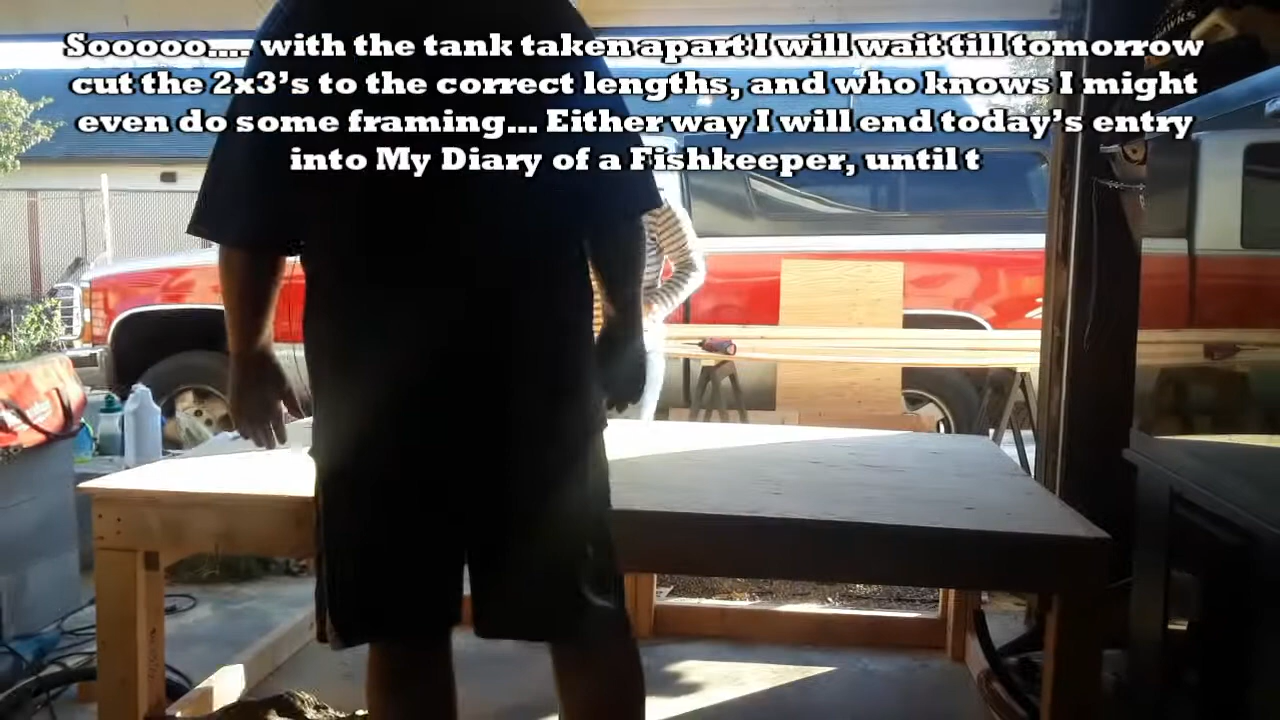 Sooooo.... with the tank taken apart I will wait till tomorrow
cut the 2x3's to the correct lengths, and who knows I might
even do some framing... Either way I will end today's entry
into My Diary of a Fishkeeper, until t
HAWKS